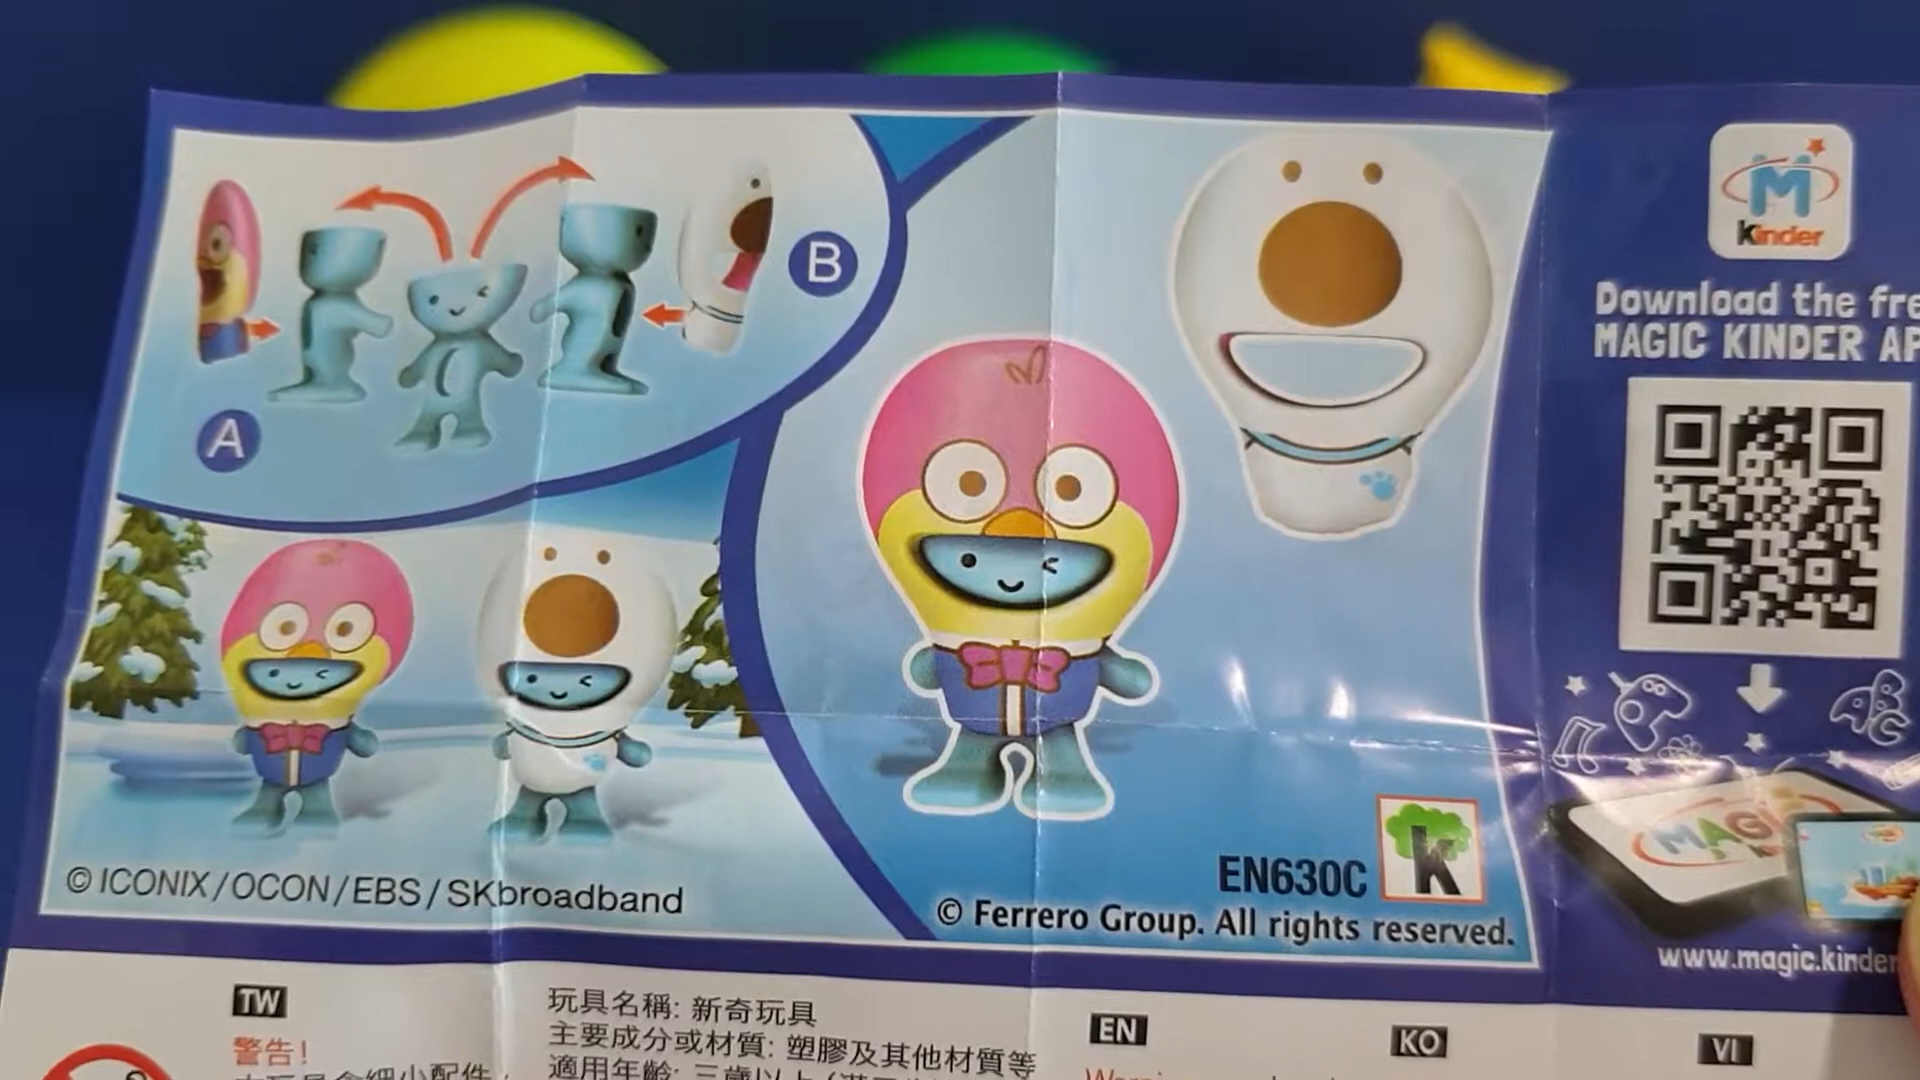 A
B
© ICONIX/OCON/EBS/SKbroadband
EN630C
K
© Ferrero Group. All rights reserved.
M
Kinder
Download the fre
MAGIC KINDER AP
ABC
MAGI
www.magic.kinder
TW
警告!
玩具名稱: 新奇玩具
主要成分或材質: 塑膠及其他材質等
適用年齡: 三歲以上
EN
KO
VI